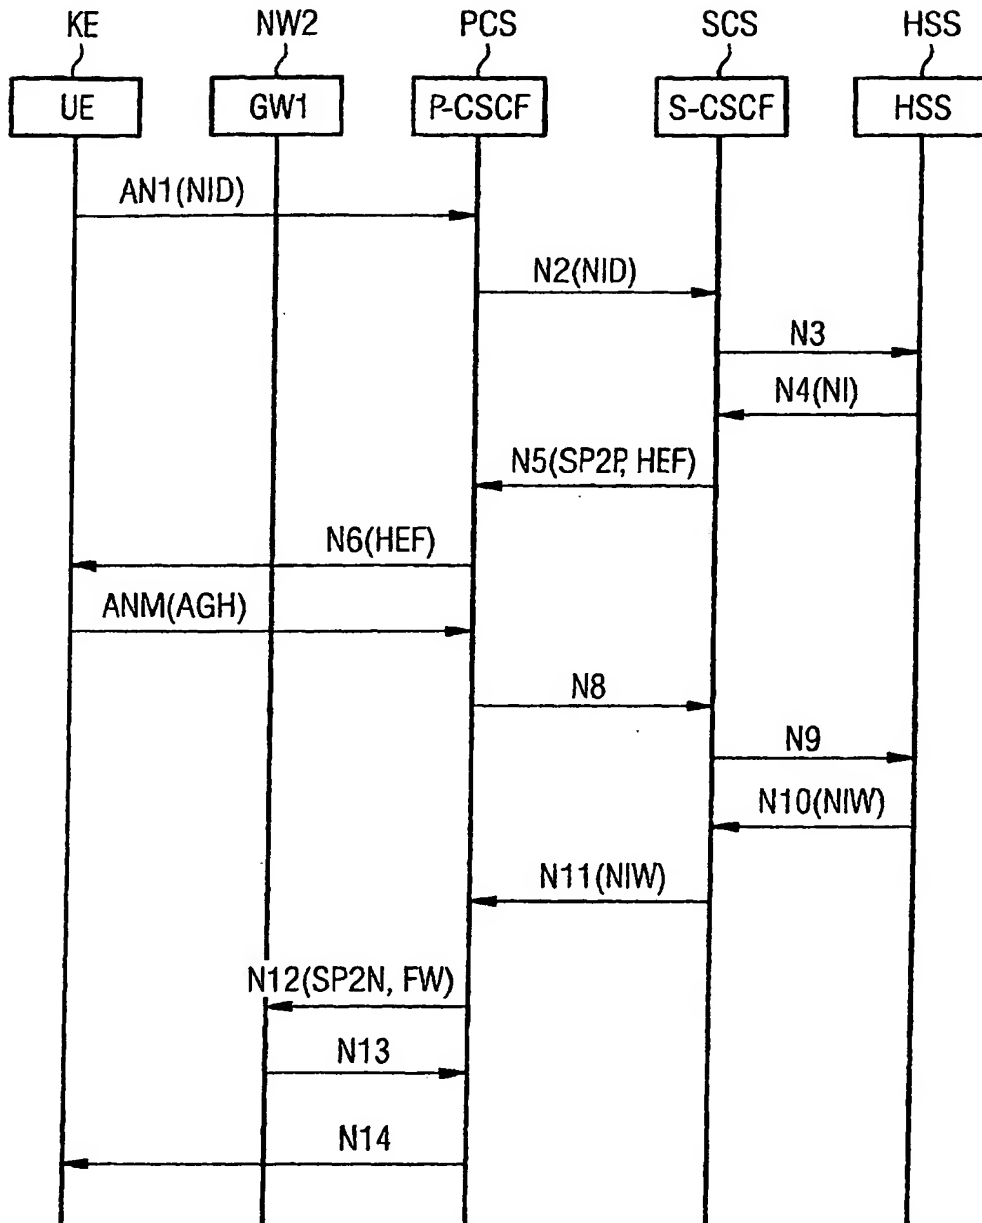 KE NW2 PCS SCS HSS
UE GW1 P-CSCF S-CSCF HSS
AN1(NID)
N2(NID)
N3
N4(NI)
N5(SP2P, HEF)
N6(HEF)
ANM(AGH)
N8
N9
N10(NIW)
N11(NIW)
N12(SP2N, FW)
N13
N14